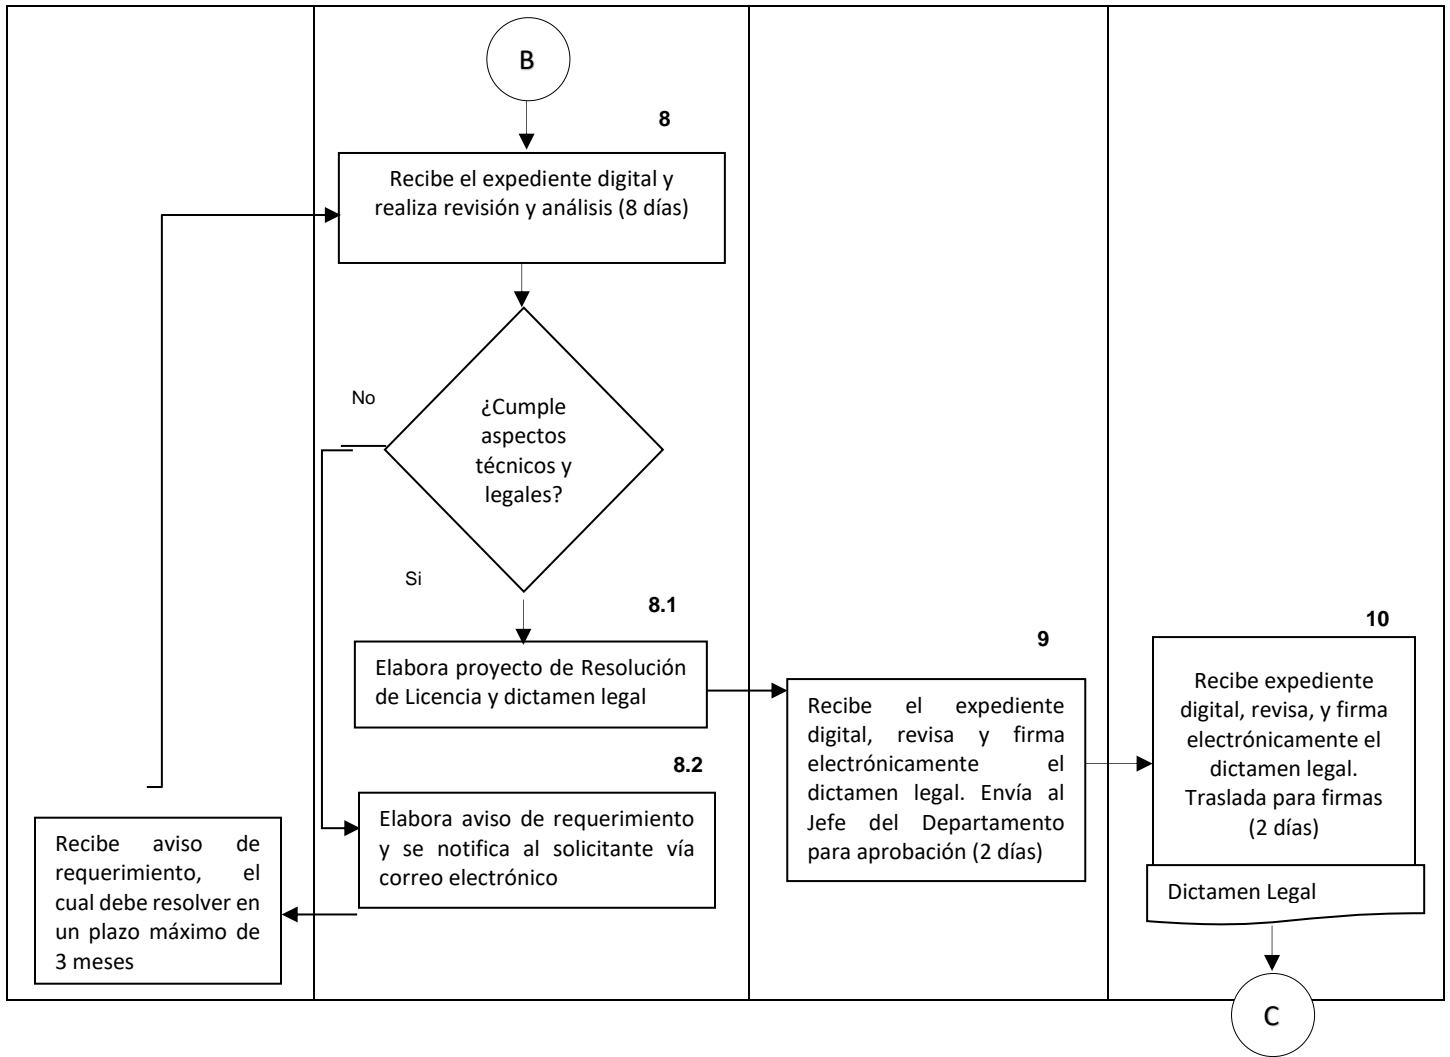 B
8
Recibe el expediente digital y
realiza revisión y análisis (8 días)
No
¿Cumple
aspectos
técnicos y
legales?
Si
8.1
Elabora proyecto de Resolución
de Licencia y dictamen legal
8.2
Elabora aviso de requerimiento
y se notifica al solicitante vía
correo electrónico
Recibe aviso de
requerimiento, el
cual debe resolver en
un plazo máximo de
3 meses
9
Recibe el expediente
digital, revisa y firma
electrónicamente el
dictamen legal. Envía al
Jefe del Departamento
para aprobación (2 días)
10
Recibe expediente
digital, revisa, y firma
electrónicamente el
dictamen legal.
Traslada para firmas
(2 días)
Dictamen Legal
C